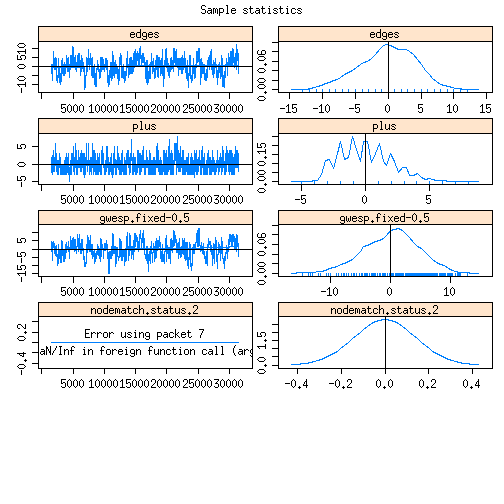 Sample statistics
edges
edges
-10 0 5 10
5000 10000 15000 20000 25000 30000
0.00 0.06
-15 -10 -5 0 5 10 15
plus
plus
-5 0 5
5000 10000 15000 20000 25000 30000
0.00 0.15
-5 0 5
gwesp.fixed-0.5
gwesp.fixed-0.5
-15 -5 5
5000 10000 15000 20000 25000 30000
0.00 0.06
-10 0 10
nodematch.status.2
nodematch.status.2
-0.4 0.2
Error using packet 7
aN/Inf in foreign function call (arg
5000 10000 15000 20000 25000 30000
0.0 1.5
-0.4 -0.2 0.0 0.2 0.4